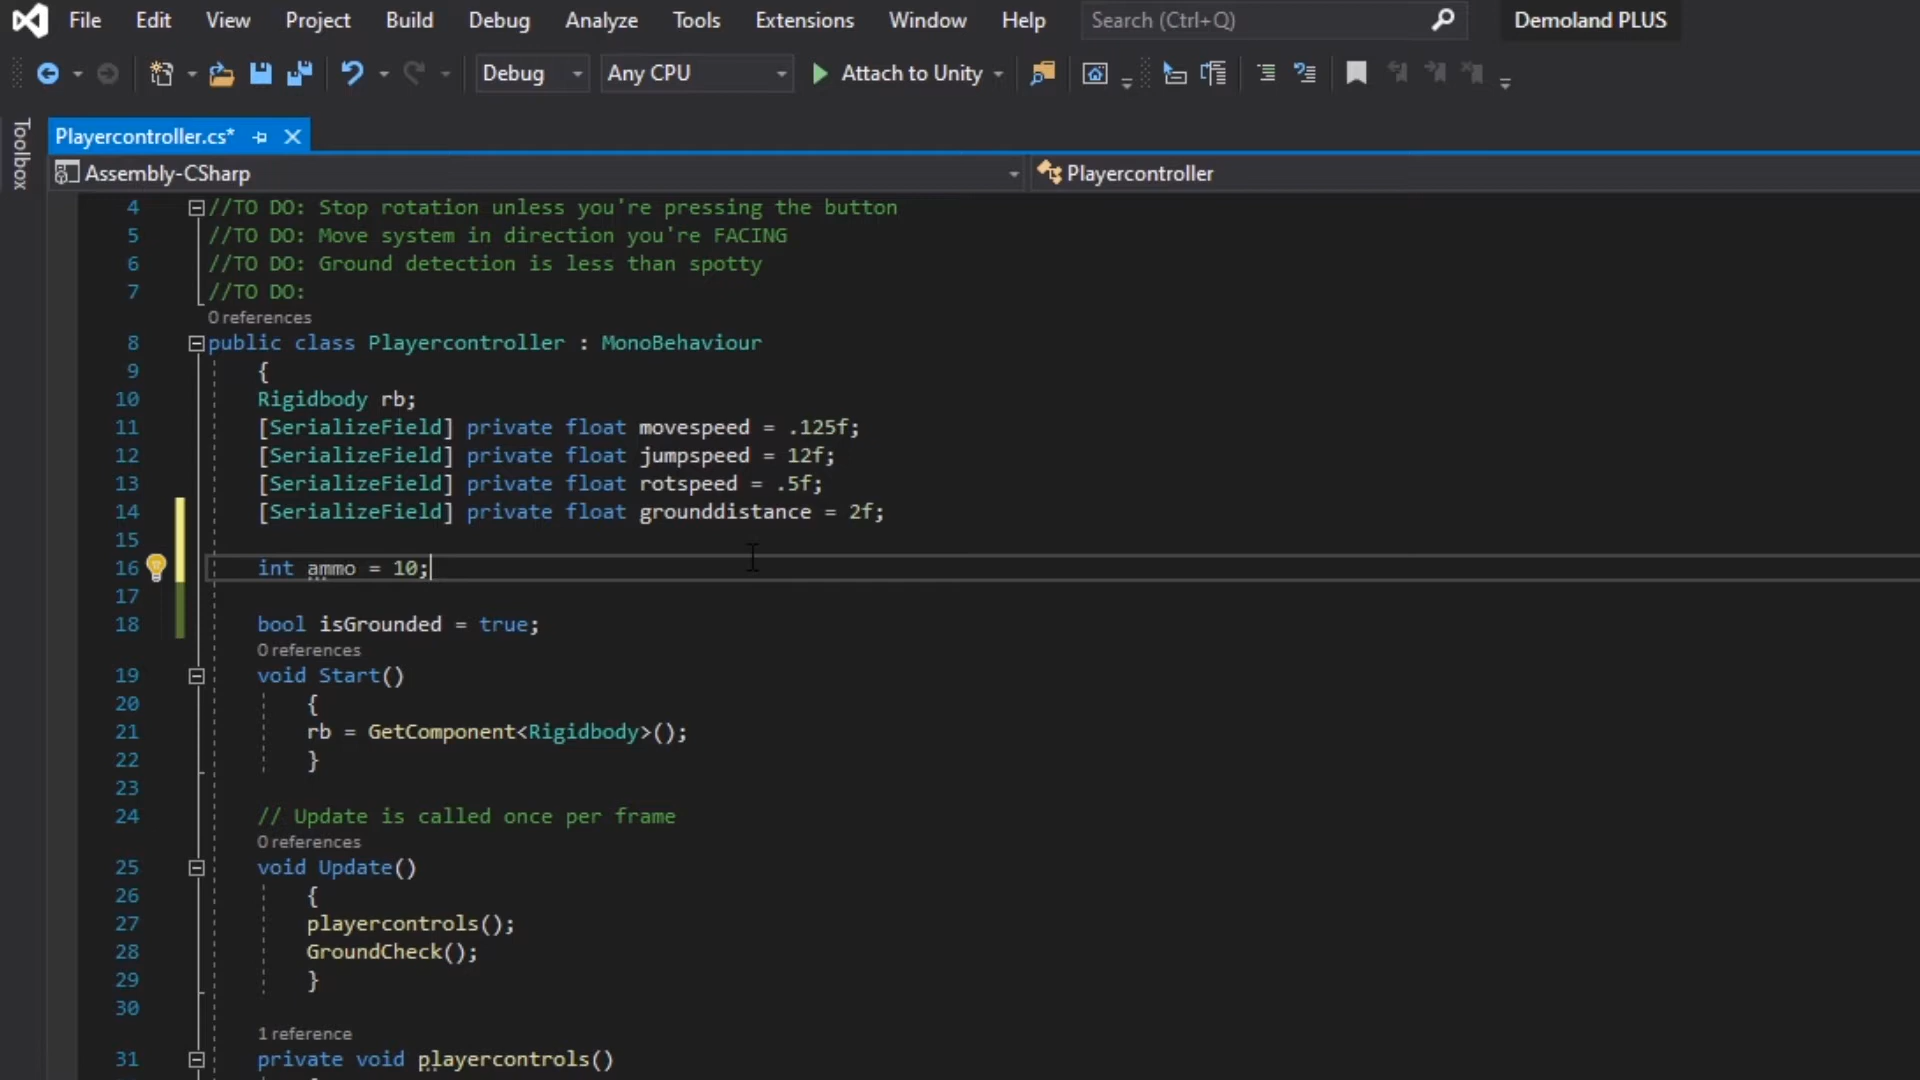 File Edit View Project Build Debug Analyze Tools Extensions Window Help Search (Ctrl+Q) Demoland PLUS
Debug Any CPU Attach to Unity
Toolbox
Playercontroller.cs*
Assembly-CSharp Playercontroller
4 //TO DO: Stop rotation unless you're pressing the button
5 //TO DO: Move system in direction you're FACING
6 //TO DO: Ground detection is less than spotty
7 //TO DO:
0 references
8 public class Playercontroller : MonoBehaviour
9 {
10 Rigidbody rb;
11 [SerializeField] private float movespeed = .125f;
12 [SerializeField] private float jumpspeed = 12f;
13 [SerializeField] private float rotspeed = .5f;
14 [SerializeField] private float grounddistance = 2f;
15
16 int ammo = 10;
17
18 bool isGrounded = true;
0 references
19 void Start()
20 {
21 rb = GetComponent<Rigidbody>();
22 }
23
24 // Update is called once per frame
0 references
25 void Update()
26 {
27 playercontrols();
28 GroundCheck();
29 }
30
1 reference
31 private void playercontrols()